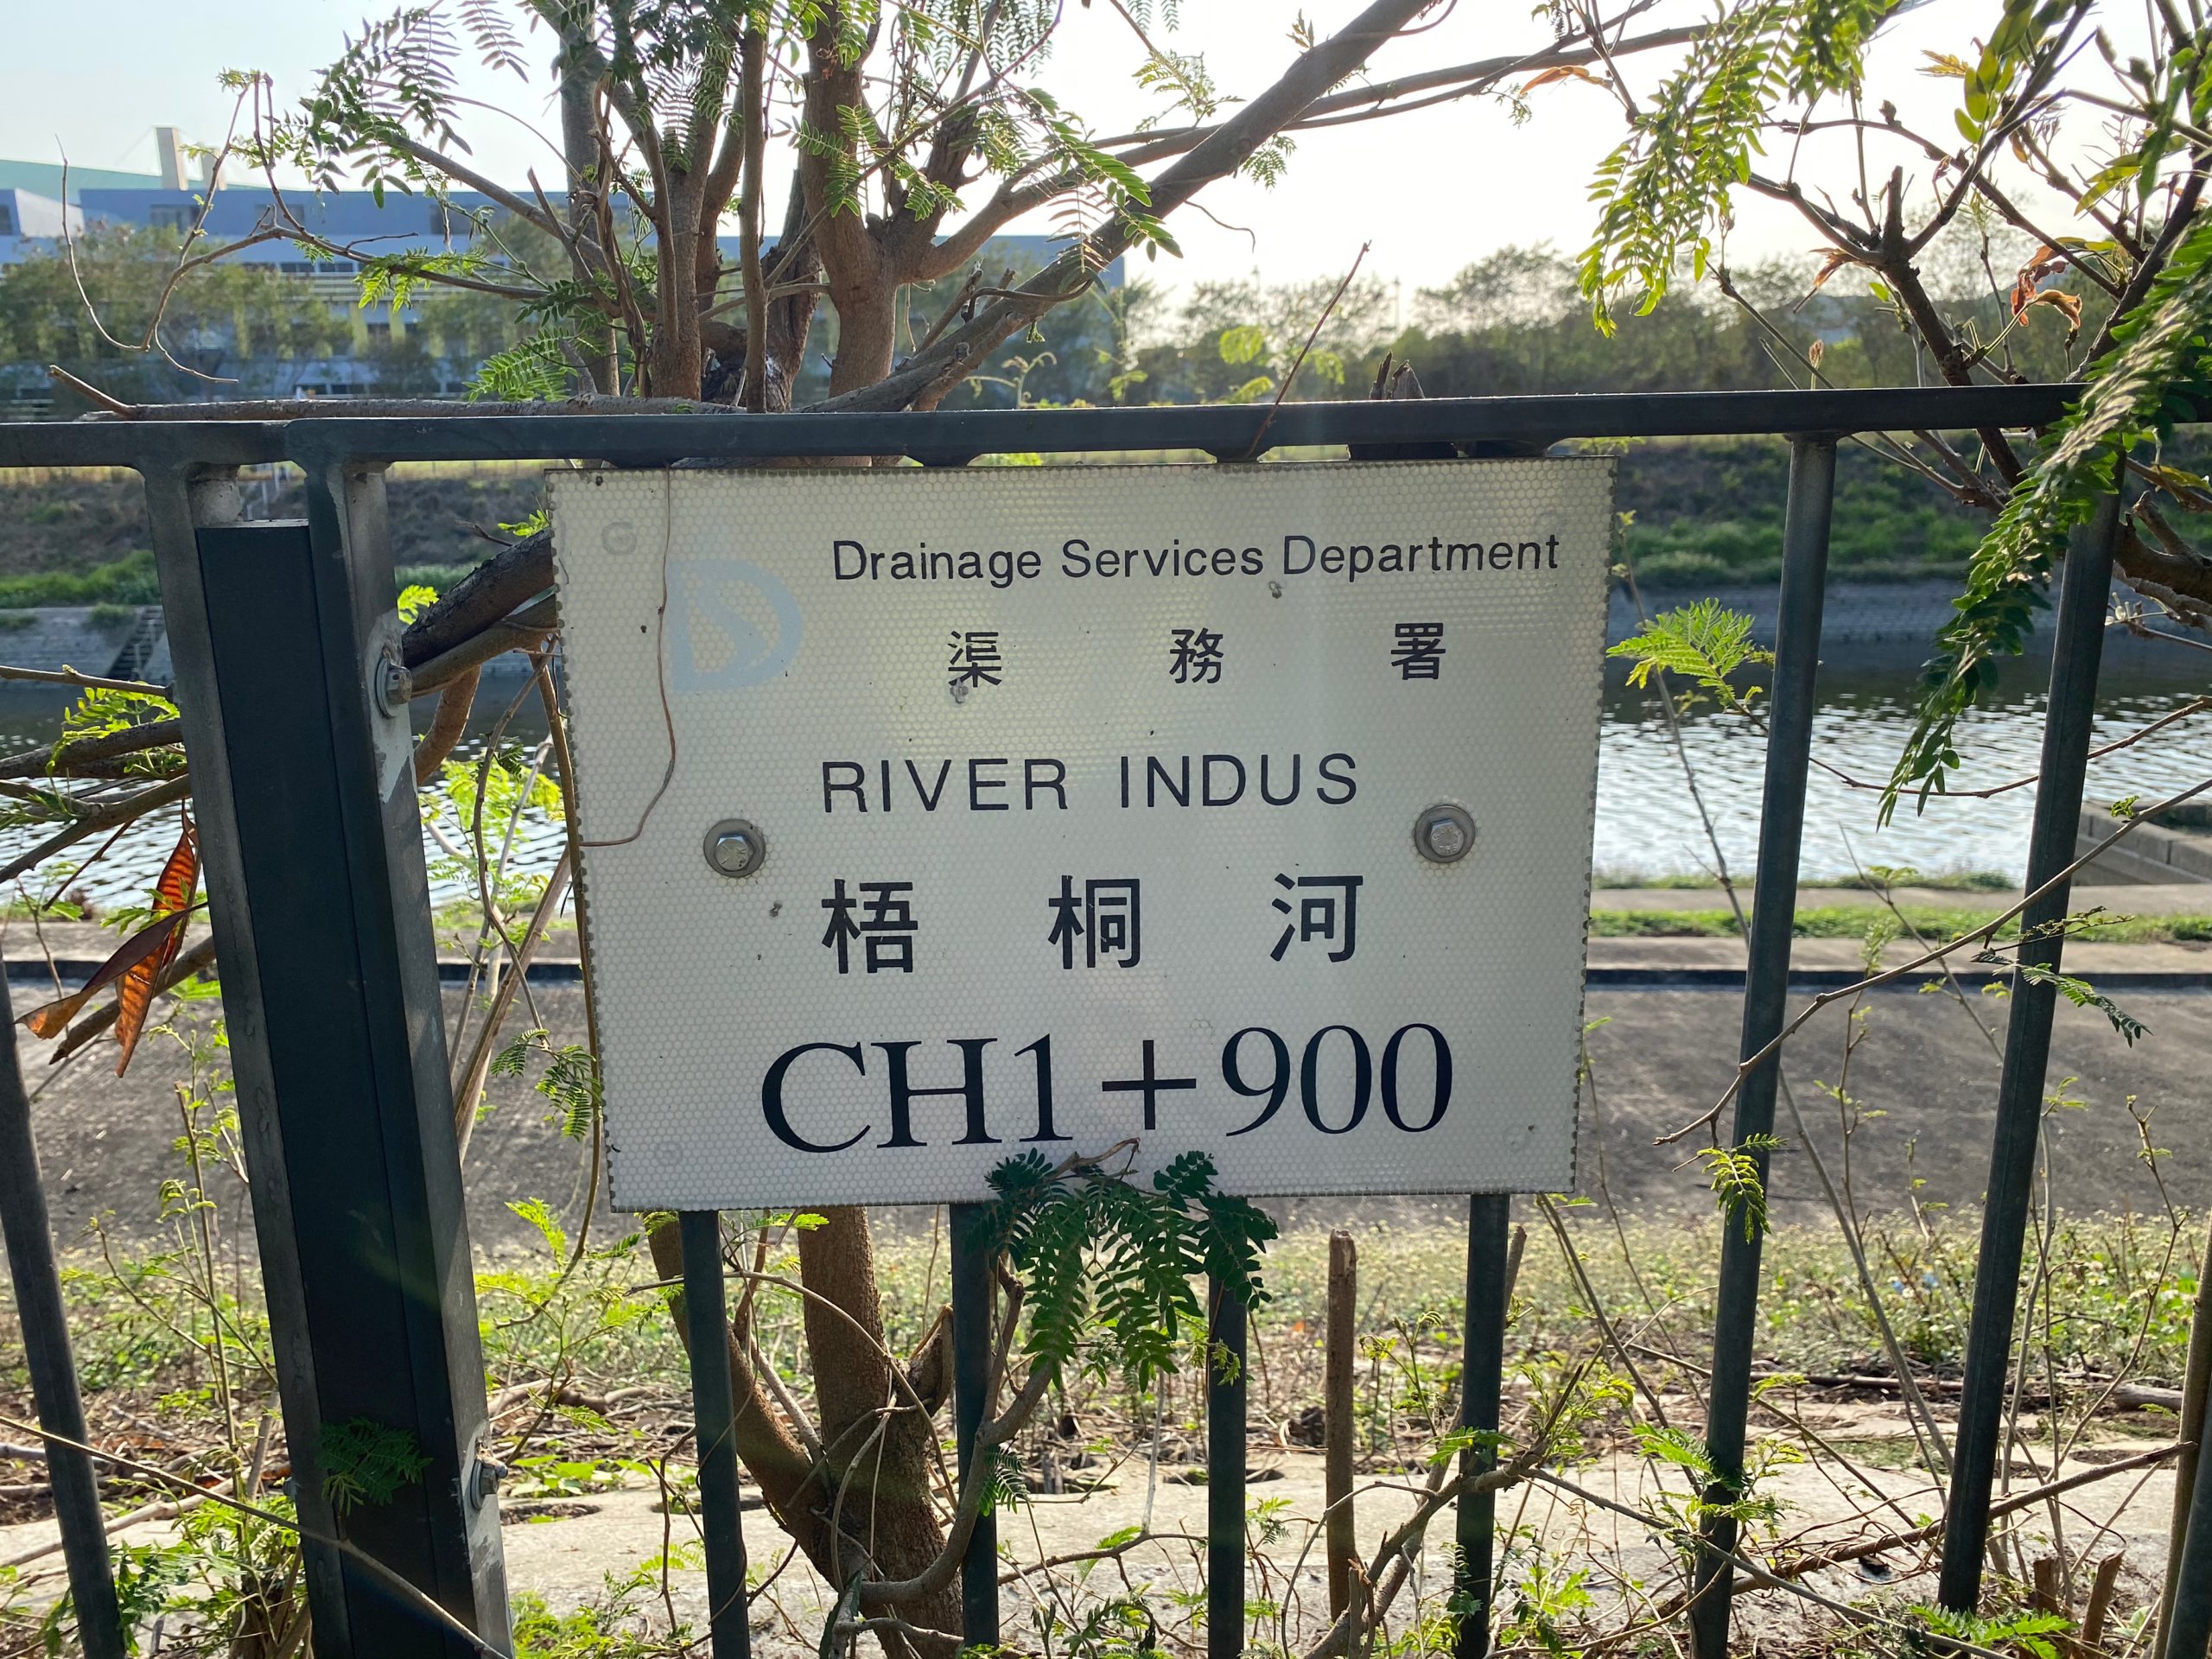 Drainage Services Department
渠務署
RIVER INDUS
梧桐河
CH1+900